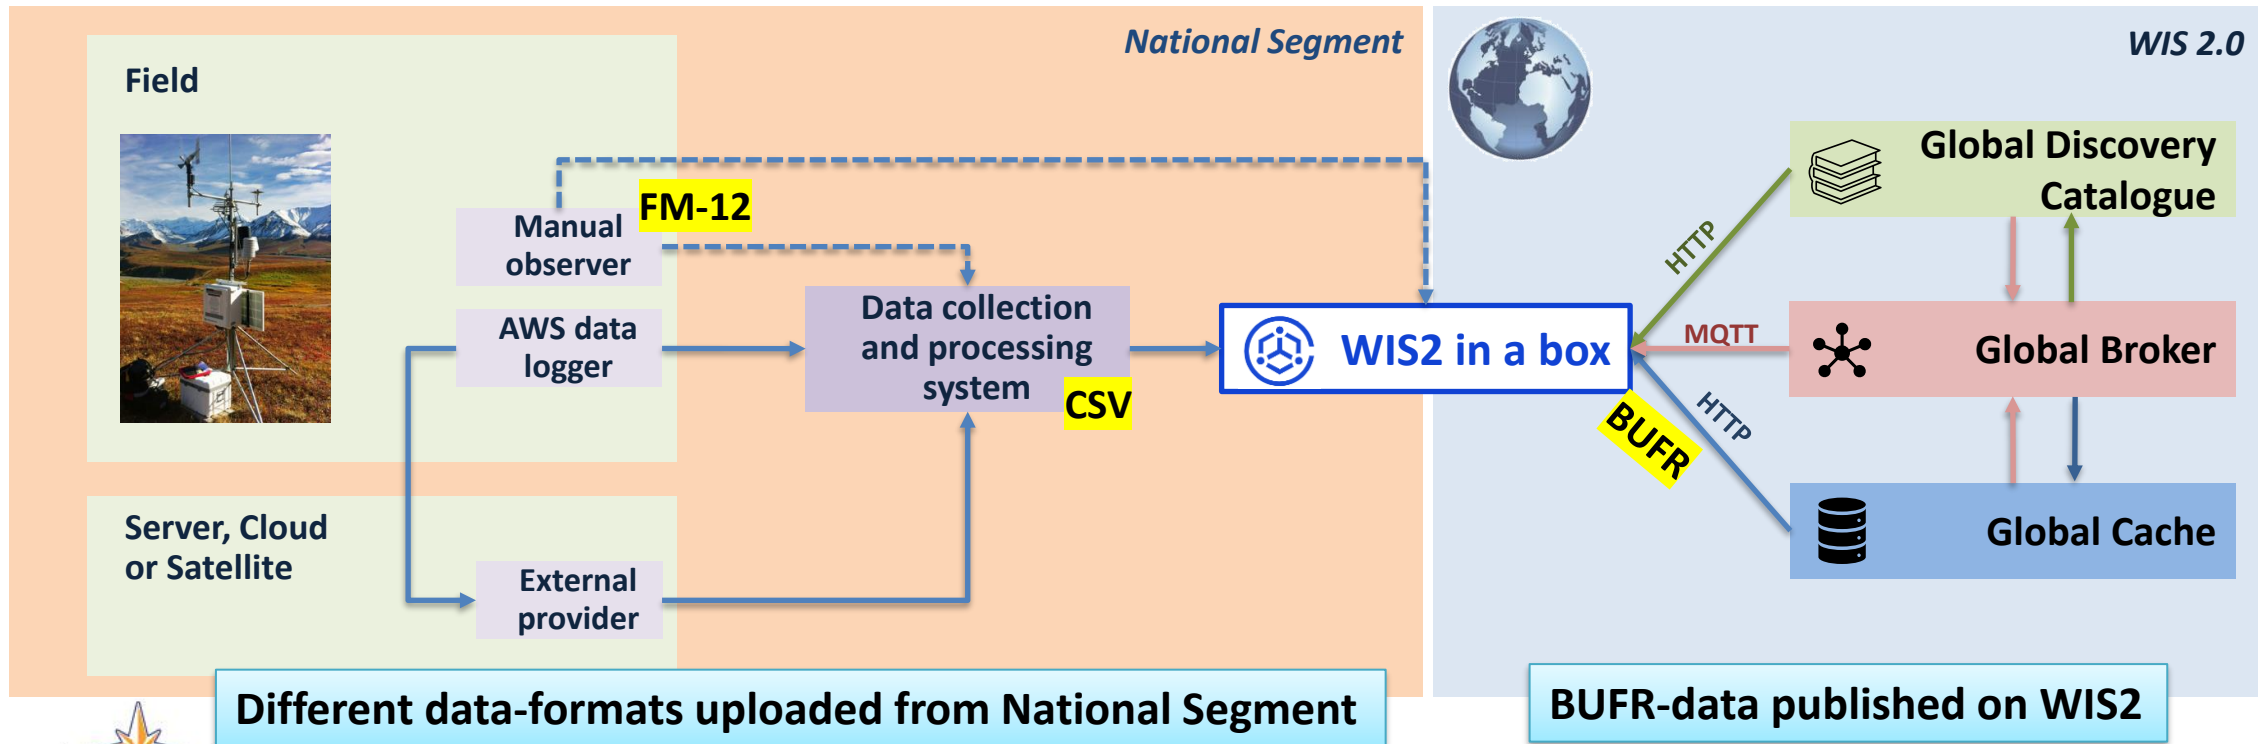 National Segment
WIS 2.0
Field
Global Discovery
Catalogue
HTTP
FM-12
Manual
observer
AWS data
logger
Data collection
and processing
system
CSV
WIS2 in a box
MQTT
Global Broker
BUFR
HTTP
Server, Cloud
or Satellite
External
provider
Global Cache
Different data-formats uploaded from National Segment
BUFR-data published on WIS2